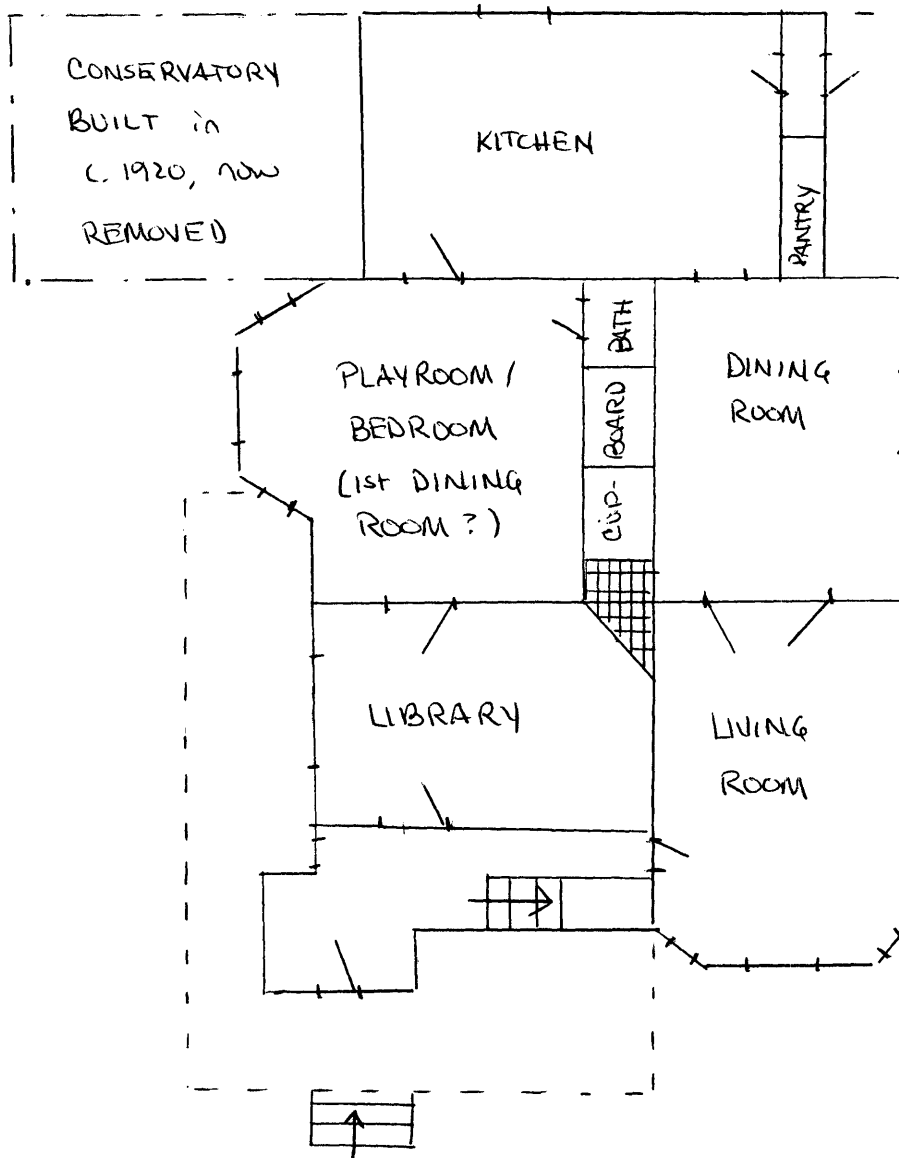 CONSERVATORY
BUILT in
C. 1920, now
REMOVED
KITCHEN
PANTRY
PLAYROOM /
BEDROOM
(1st DINING
ROOM ?)
BATH
CUP-BOARD
DINING
ROOM
LIBRARY
LIVING
ROOM